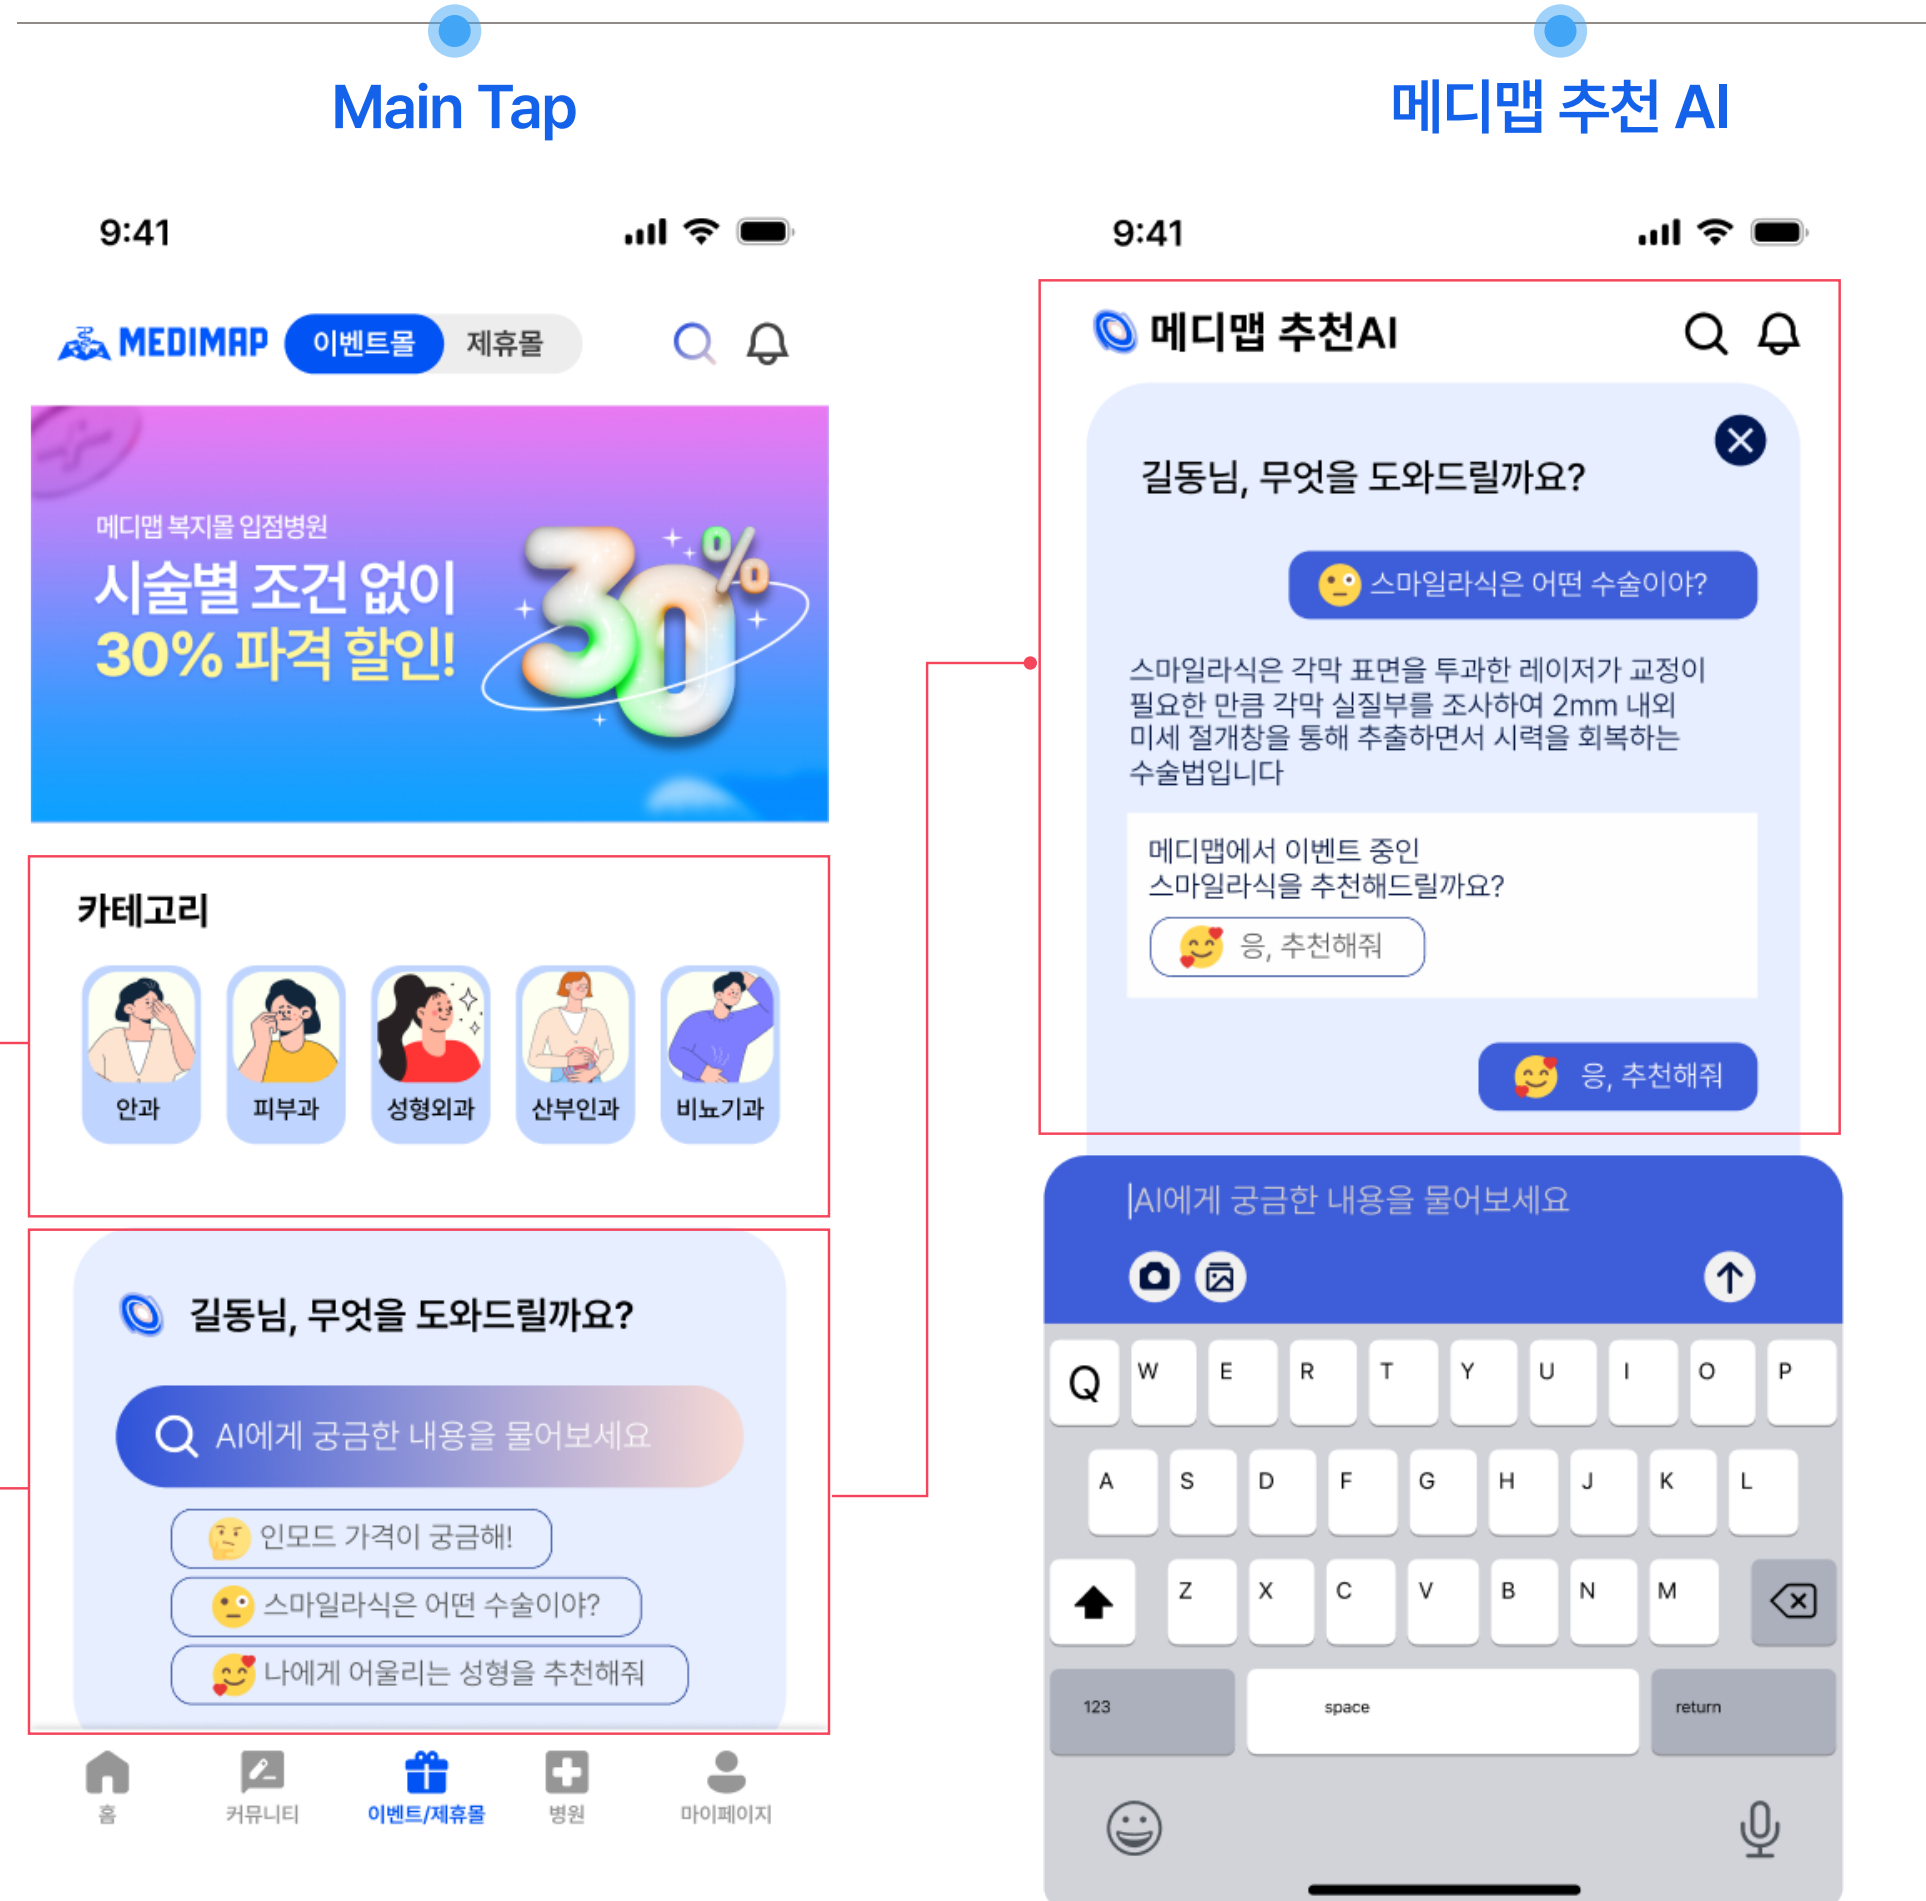 Main Tap
메디맵 추천 AI
9:41
MEDIMAP
이벤트몰
제휴몰
메디맵 복지몰 입점병원
시술별 조건 없이
30% 파격 할인!
30%
카테고리
안과
피부과
성형외과
산부인과
비뇨기과
길동님, 무엇을 도와드릴까요?
AI에게 궁금한 내용을 물어보세요
인모드 가격이 궁금해!
스마일라식은 어떤 수술이야?
나에게 어울리는 성형을 추천해줘
홈
커뮤니티
이벤트/제휴몰
병원
마이페이지
9:41
메디맵 추천AI
길동님, 무엇을 도와드릴까요?
스마일라식은 어떤 수술이야?
스마일라식은 각막 표면을 투과한 레이저가 교정이
필요한 만큼 각막 실질부를 조사하여 2mm 내외
미세 절개창을 통해 추출하면서 시력을 회복하는
수술법입니다
메디맵에서 이벤트 중인
스마일라식을 추천해드릴까요?
응, 추천해줘
응, 추천해줘
AI에게 궁금한 내용을 물어보세요
Q W E R T Y U I O P
A S D F G H J K L
Z X C V B N M
123 space return